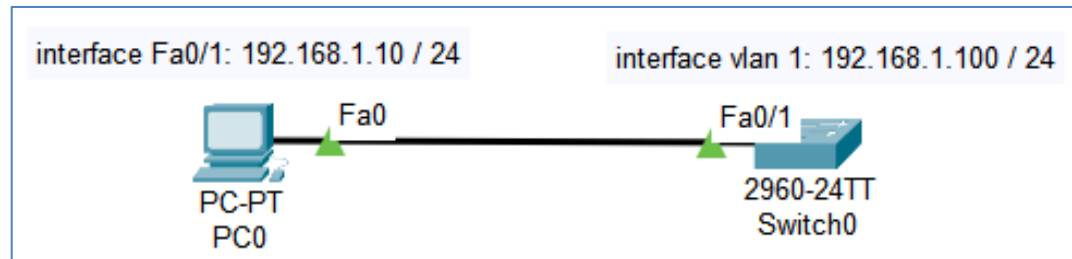 interface Fa0/1: 192.168.1.10 / 24
interface vlan 1: 192.168.1.100 / 24
Fa0
Fa0/1
PC-PT
PC0
2960-24TT
Switch0